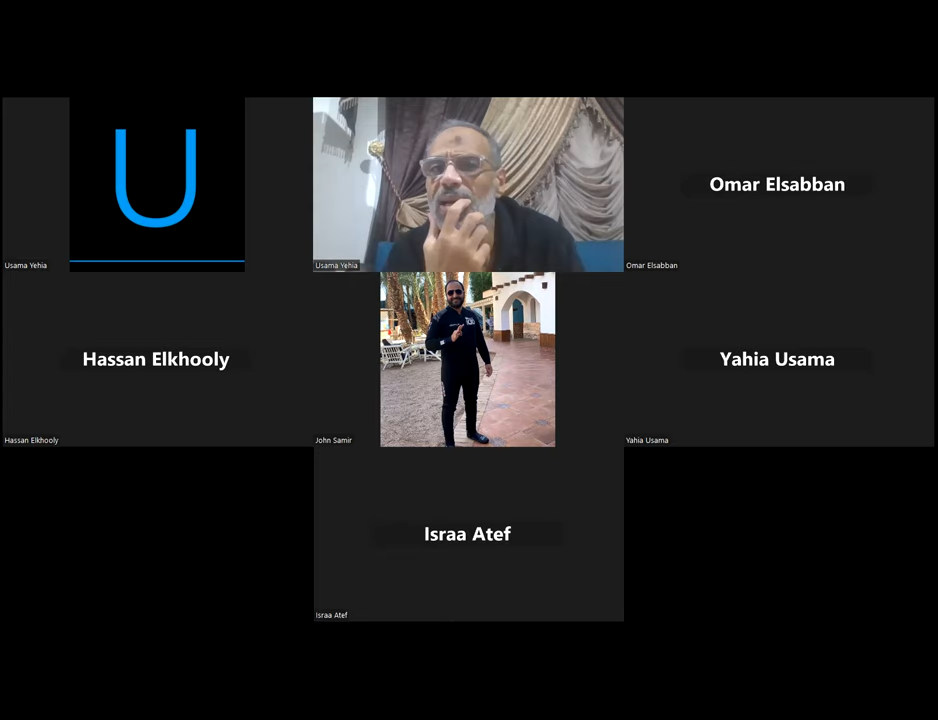 U
Usama Yehia
Usama Yehia
Omar Elsabban
Omar Elsabban
Hassan Elkhooly
Hassan Elkhooly
John Samir
Yahia Usama
Yahia Usama
Israa Atef
Israa Atef